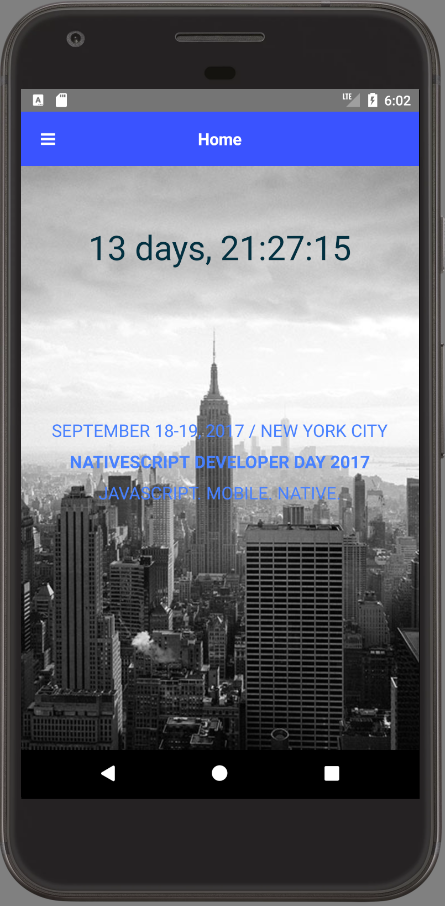 LTE 6:02
Home
13 days, 21:27:15
SEPTEMBER 18-19, 2017 / NEW YORK CITY
NATIVESCRIPT DEVELOPER DAY 2017
JAVASCRIPT. MOBILE. NATIVE.